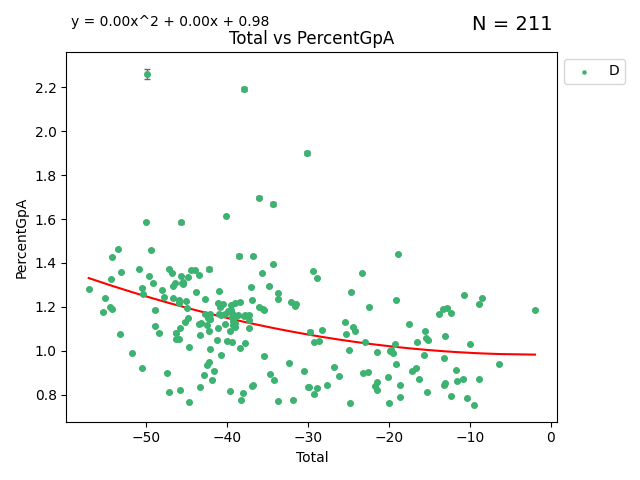 y = 0.00x^2 + 0.00x + 0.98
N = 211
Total vs PercentGpA
D
PercentGpA
2.2
2.0
1.8
1.6
1.4
1.2
1.0
0.8
−50
−40
−30
−20
−10
0
Total